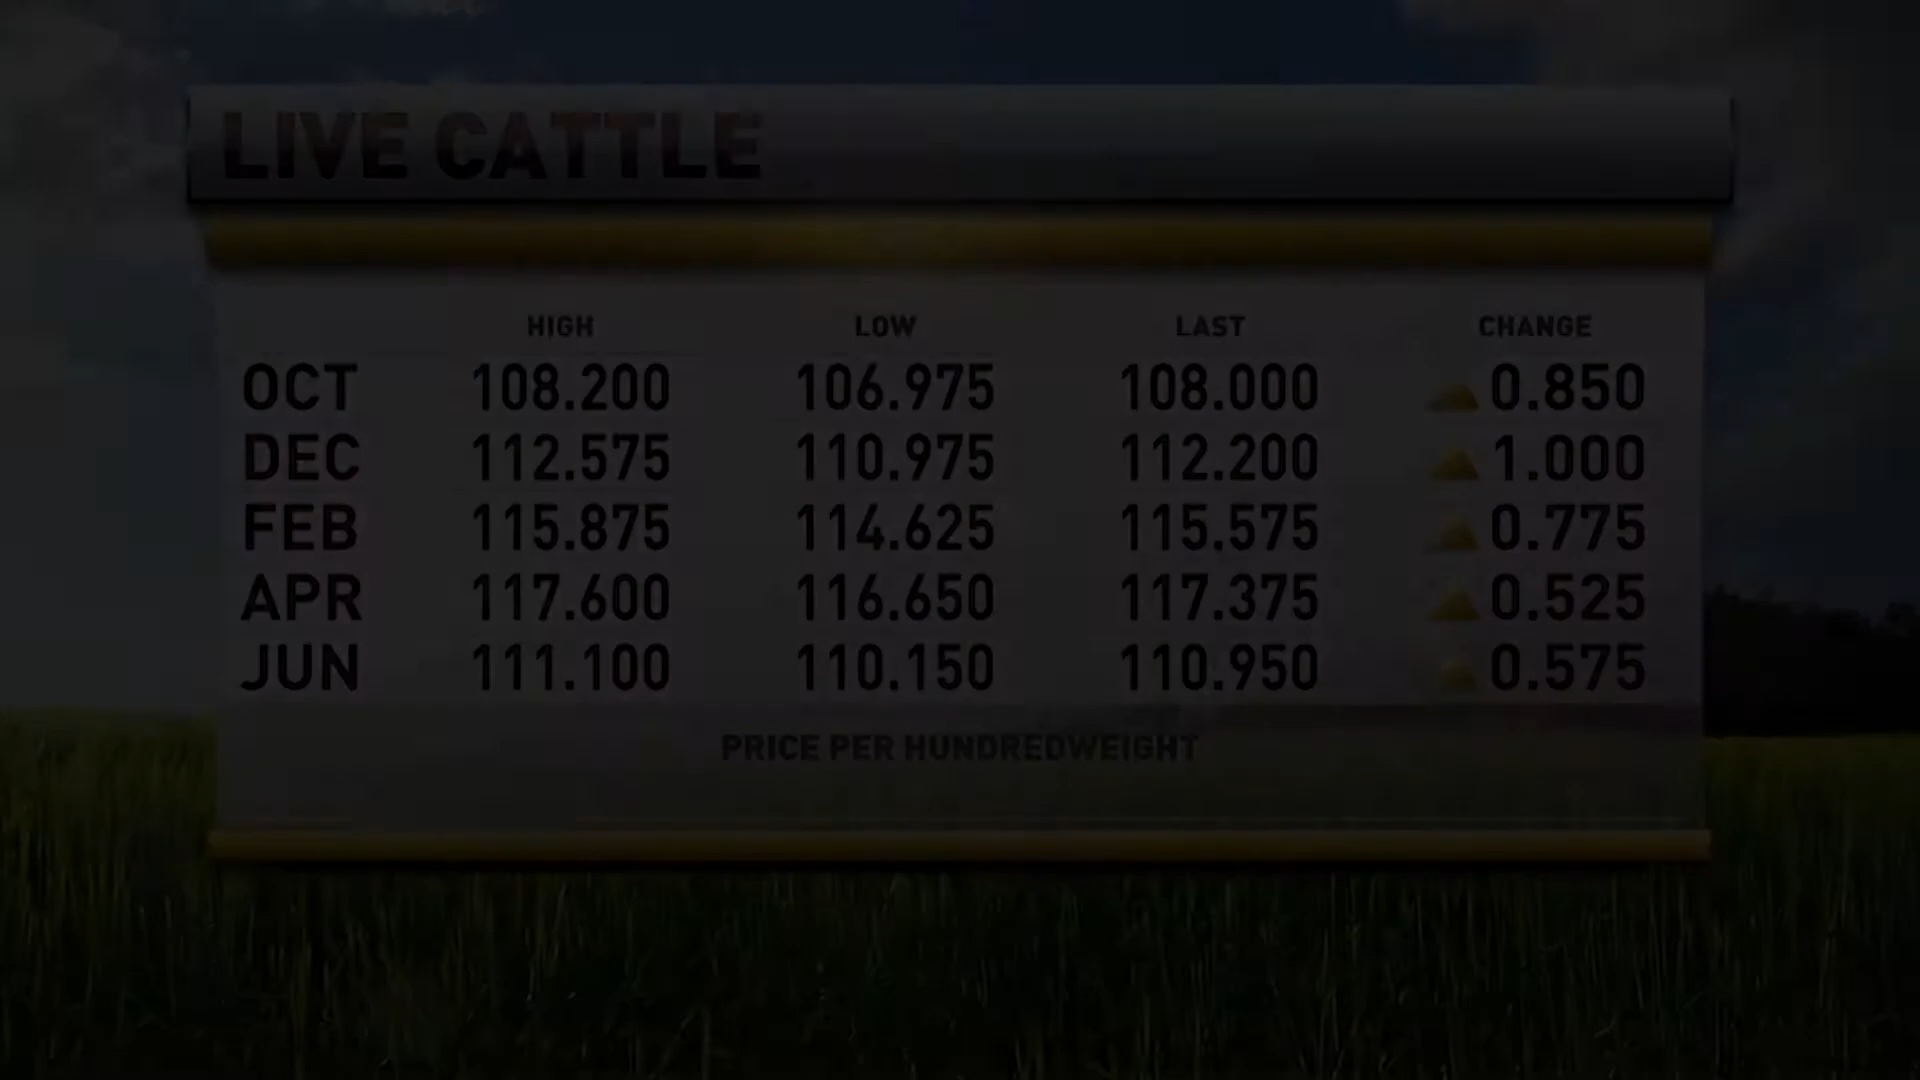 LIVE CATTLE
HIGH LOW LAST CHANGE
OCT 108.200 106.975 108.000 0.850
DEC 112.575 110.975 112.200 1.000
FEB 115.875 114.625 115.575 0.775
APR 117.600 116.650 117.375 0.525
JUN 111.100 110.150 110.950 0.575
PRICE PER HUNDREDWEIGHT